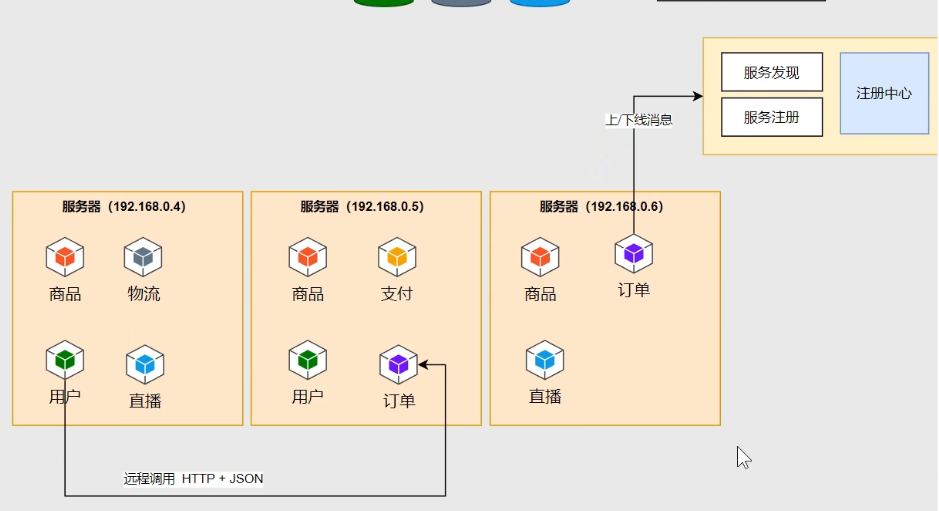 服务发现
注册中心
服务注册
上/下线消息
服务器（192.168.0.4）
服务器（192.168.0.5）
服务器（192.168.0.6）
商品
物流
商品
支付
商品
订单
用户
直播
用户
订单
直播
远程调用 HTTP + JSON